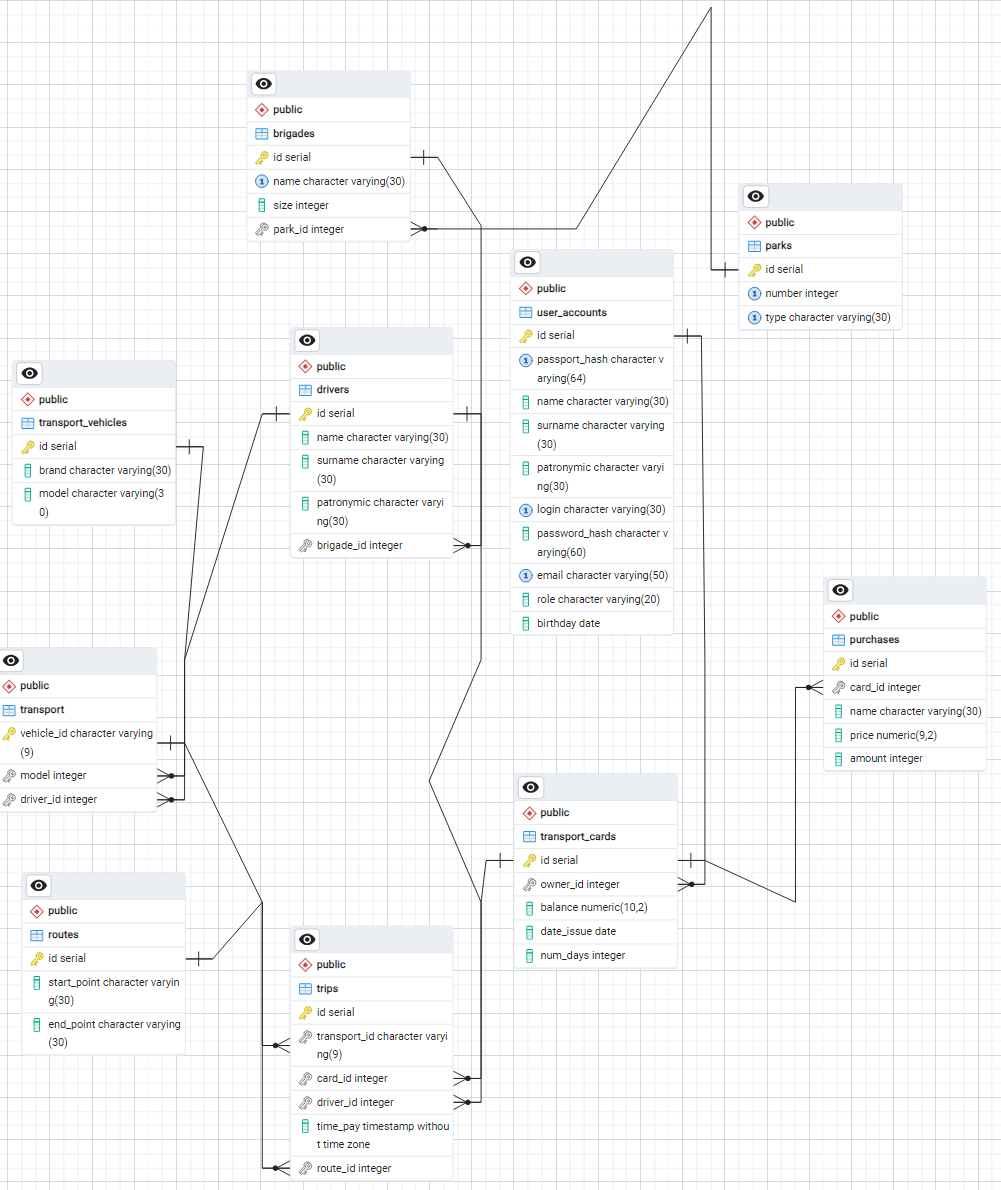 public
brigades
id serial
name character varying(30)
size integer
park_id integer
public
parks
id serial
number integer
type character varying(30)
public
user_accounts
id serial
passport_hash character v
arying(64)
name character varying(30)
surname character varying
(30)
patronymic character varyi
ng(30)
login character varying(30)
password_hash character v
arying(60)
email character varying(50)
role character varying(20)
birthday date
public
drivers
id serial
name character varying(30)
surname character varying
(30)
patronymic character varyi
ng(30)
brigade_id integer
public
transport_vehicles
id serial
brand character varying(30)
model character varying(3
0)
public
purchases
id serial
card_id integer
name character varying(30)
price numeric(9,2)
amount integer
public
transport
vehicle_id character varying
(9)
model integer
driver_id integer
public
transport_cards
id serial
owner_id integer
balance numeric(10,2)
date_issue date
num_days integer
public
routes
id serial
start_point character varyin
g(30)
end_point character varying
(30)
public
trips
id serial
transport_id character varyi
ng(9)
card_id integer
driver_id integer
time_pay timestamp withou
t time zone
route_id integer